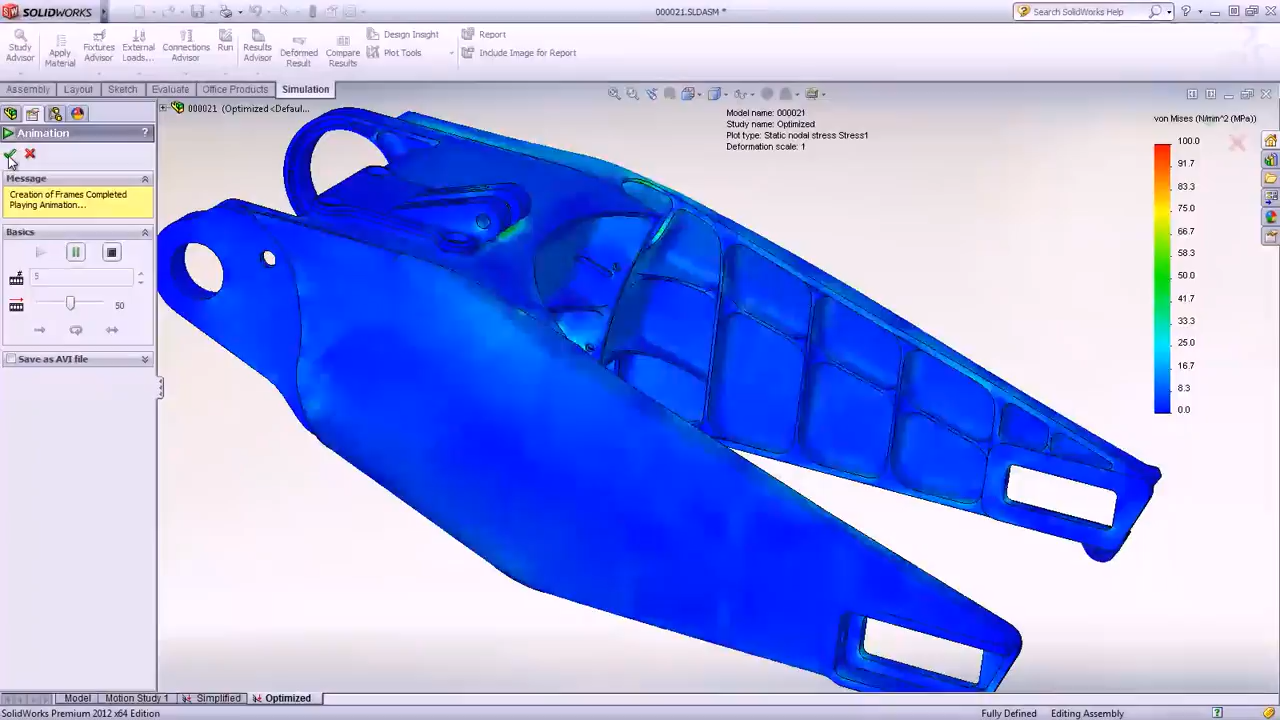 SOLIDWORKS
000021.SLDASM *
Search SolidWorks Help
Study Advisor
Apply Material
Fixtures Advisor
External Loads...
Connections Advisor
Run
Results Advisor
Deformed Result
Compare Results
Design Insight
Plot Tools
Report
Include Image for Report
Assembly
Layout
Sketch
Evaluate
Office Products
Simulation
000021 (Optimized <Defaul...
Animation
?
Message
Creation of Frames Completed
Playing Animation...
Basics
5
50
Save as AVI file
Model name: 000021
Study name: Optimized
Plot type: Static nodal stress Stress1
Deformation scale: 1
von Mises (N/mm^2 (MPa))
100.0
91.7
83.3
75.0
66.7
58.3
50.0
41.7
33.3
25.0
16.7
8.3
0.0
Model
Motion Study 1
Simplified
Optimized
SolidWorks Premium 2012 x64 Edition
Fully Defined
Editing Assembly